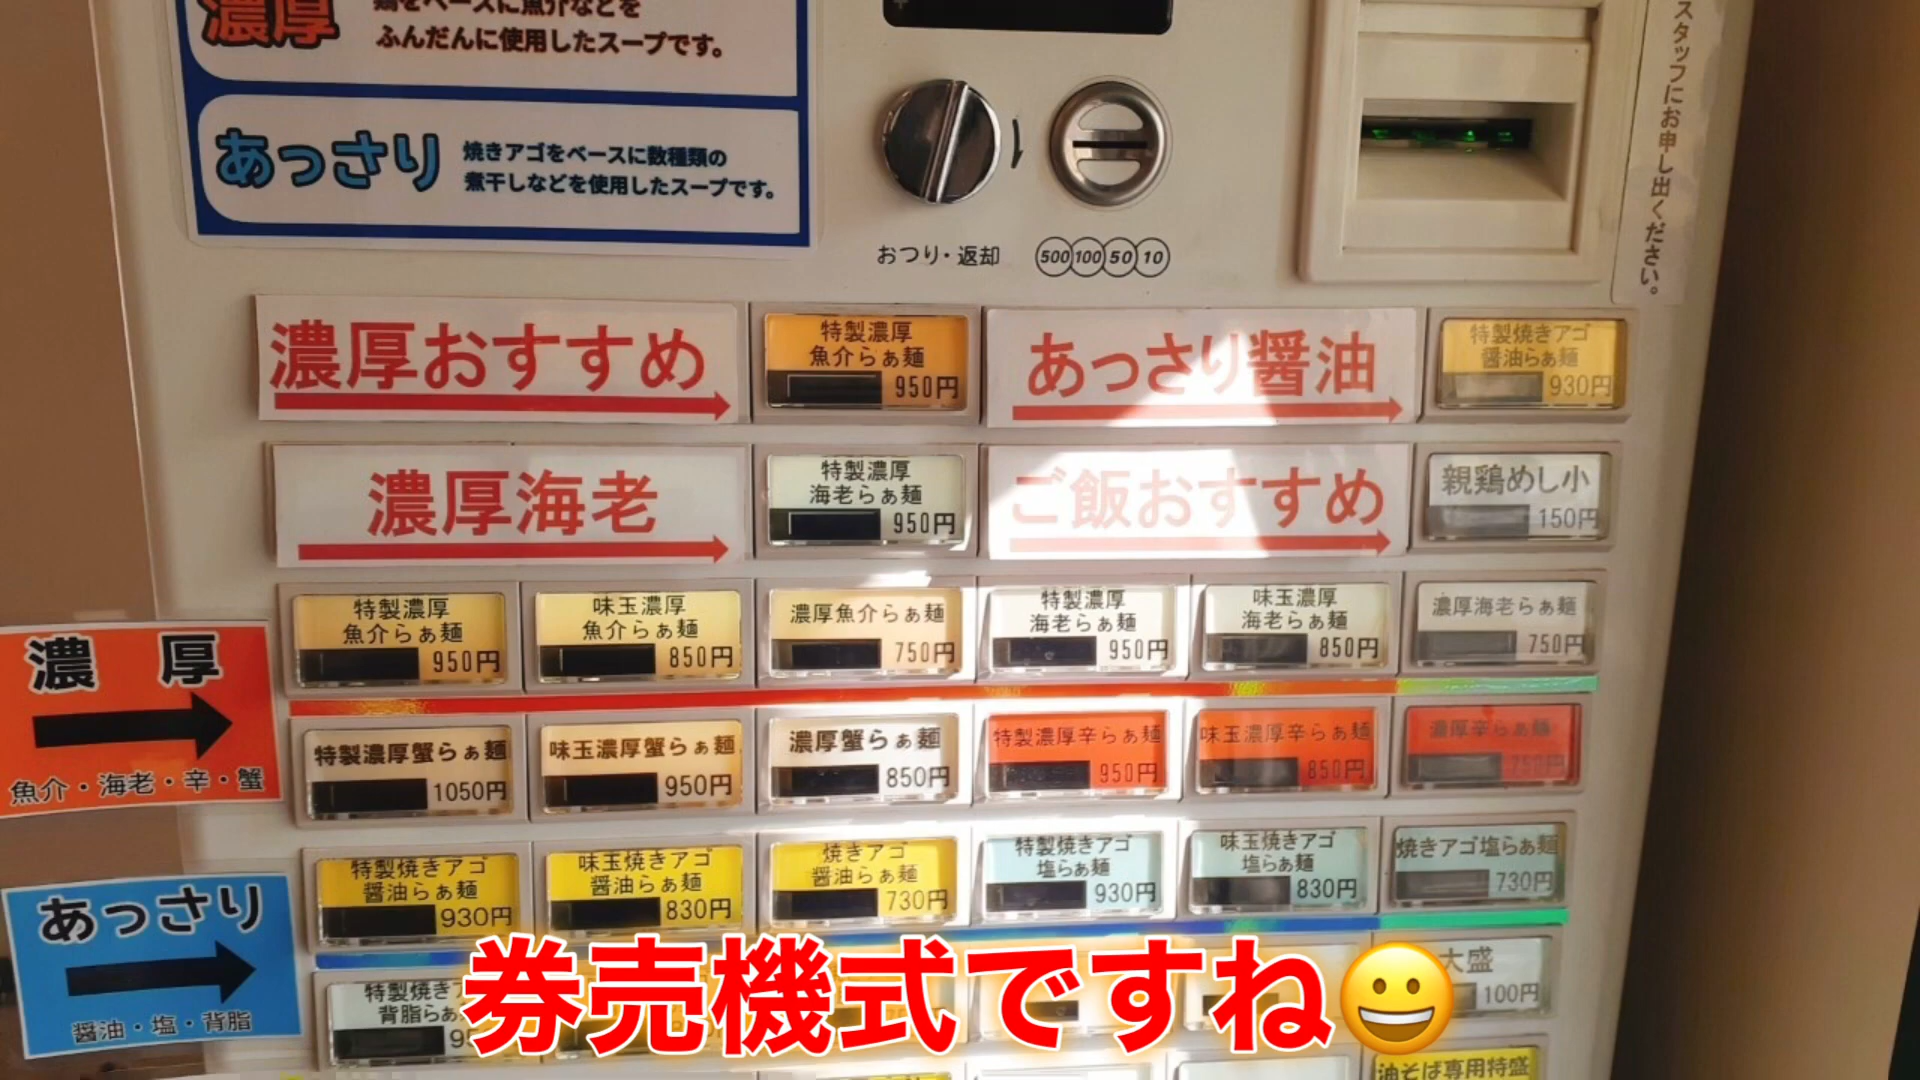 濃厚
鶏をベースに魚介などを
ふんだんに使用したスープです。
あっさり
焼きアゴをベースに数種類の
煮干しなどを使用したスープです。
おつり・返却
500 100 50 10
スタッフにお申し出ください。
濃厚おすすめ
特製濃厚
魚介らぁ麺
950円
あっさり醤油
特製焼きアゴ
醤油らぁ麺
930円
濃厚海老
特製濃厚
海老らぁ麺
950円
ご飯おすすめ
親鶏めし小
150円
特製濃厚
魚介らぁ麺
950円
味玉濃厚
魚介らぁ麺
850円
濃厚魚介らぁ麺
750円
特製濃厚
海老らぁ麺
950円
味玉濃厚
海老らぁ麺
850円
濃厚海老らぁ麺
750円
濃 厚
魚介・海老・辛・蟹
特製濃厚蟹らぁ麺
1050円
味玉濃厚蟹らぁ麺
950円
濃厚蟹らぁ麺
850円
特製濃厚辛らぁ麺
950円
味玉濃厚辛らぁ麺
850円
濃厚辛らぁ麺
750円
特製焼きアゴ
醤油らぁ麺
930円
味玉焼きアゴ
醤油らぁ麺
830円
焼きアゴ
醤油らぁ麺
730円
特製焼きアゴ
塩らぁ麺
930円
味玉焼きアゴ
塩らぁ麺
830円
焼きアゴ塩らぁ麺
730円
あっさり
醤油・塩・背脂
特製焼き
背脂らぁ
大盛
100円
券売機式ですね😀
油そば専用特盛